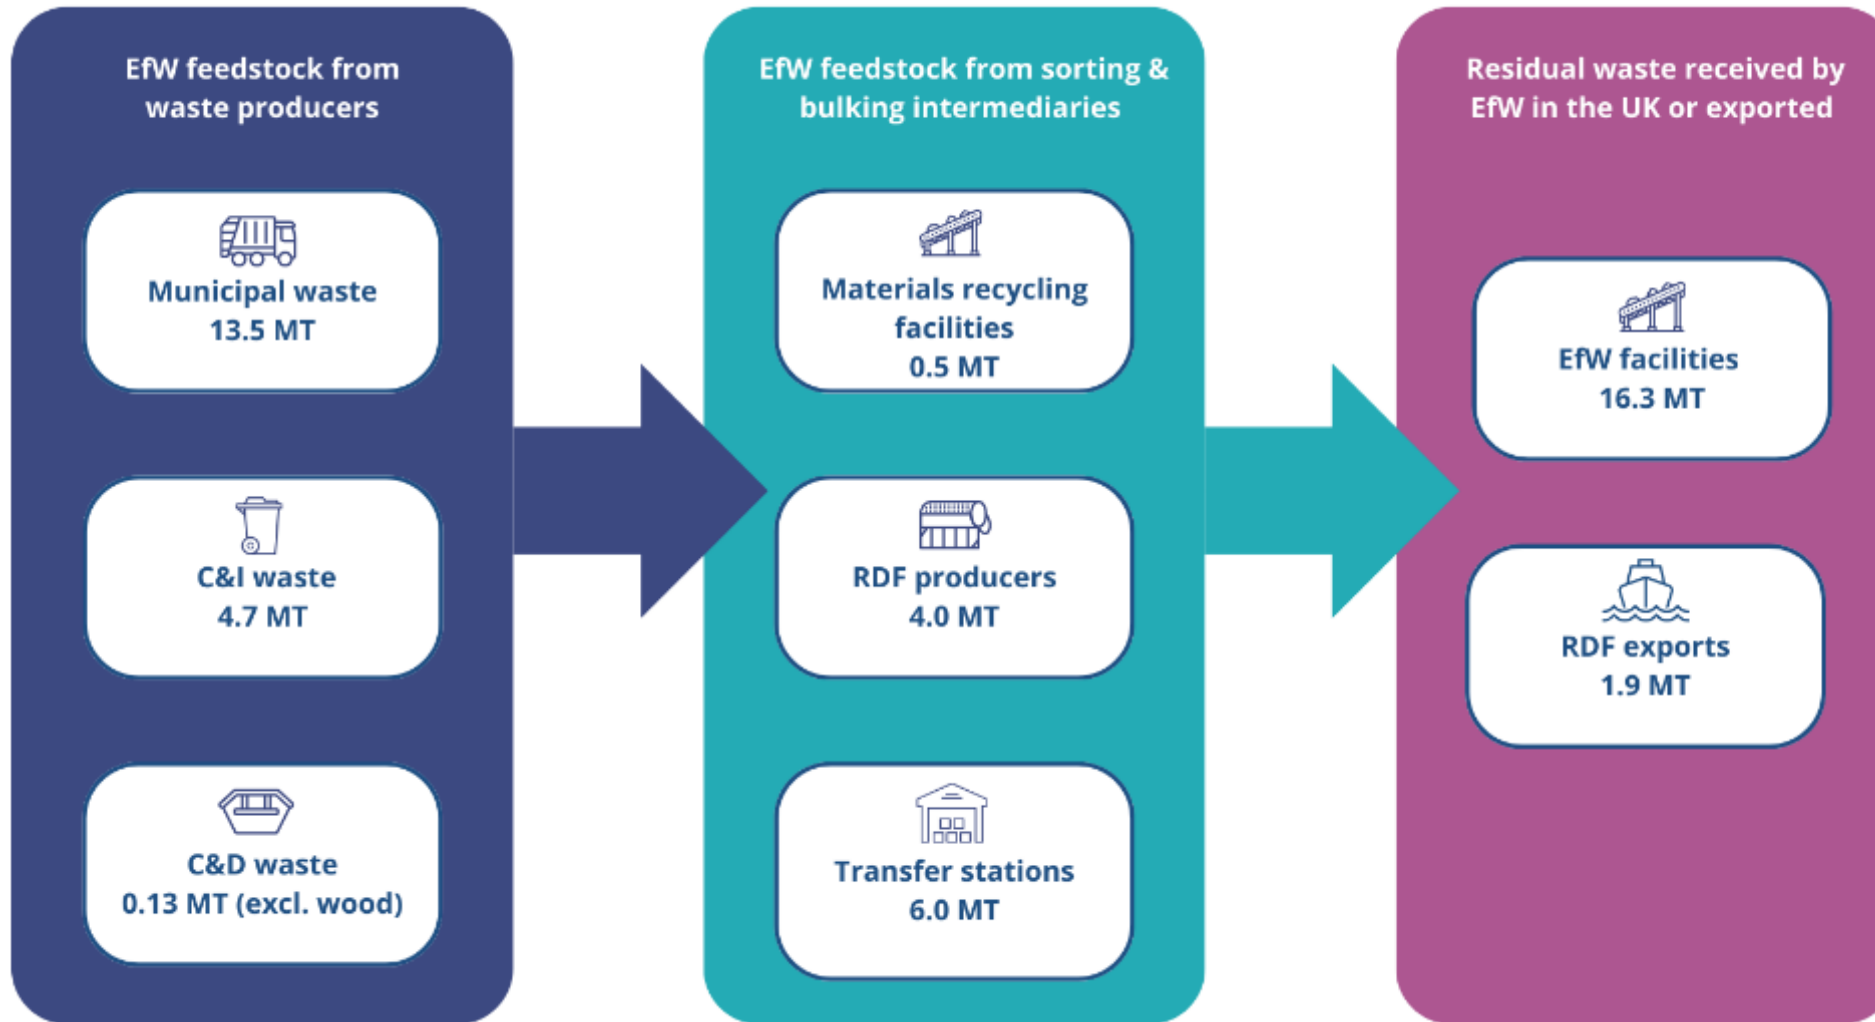 EfW feedstock from
waste producers
Municipal waste
13.5 MT
C&I waste
4.7 MT
C&D waste
0.13 MT (excl. wood)
EfW feedstock from sorting &
bulking intermediaries
Materials recycling
facilities
0.5 MT
RDF producers
4.0 MT
Transfer stations
6.0 MT
Residual waste received by
EfW in the UK or exported
EfW facilities
16.3 MT
RDF exports
1.9 MT